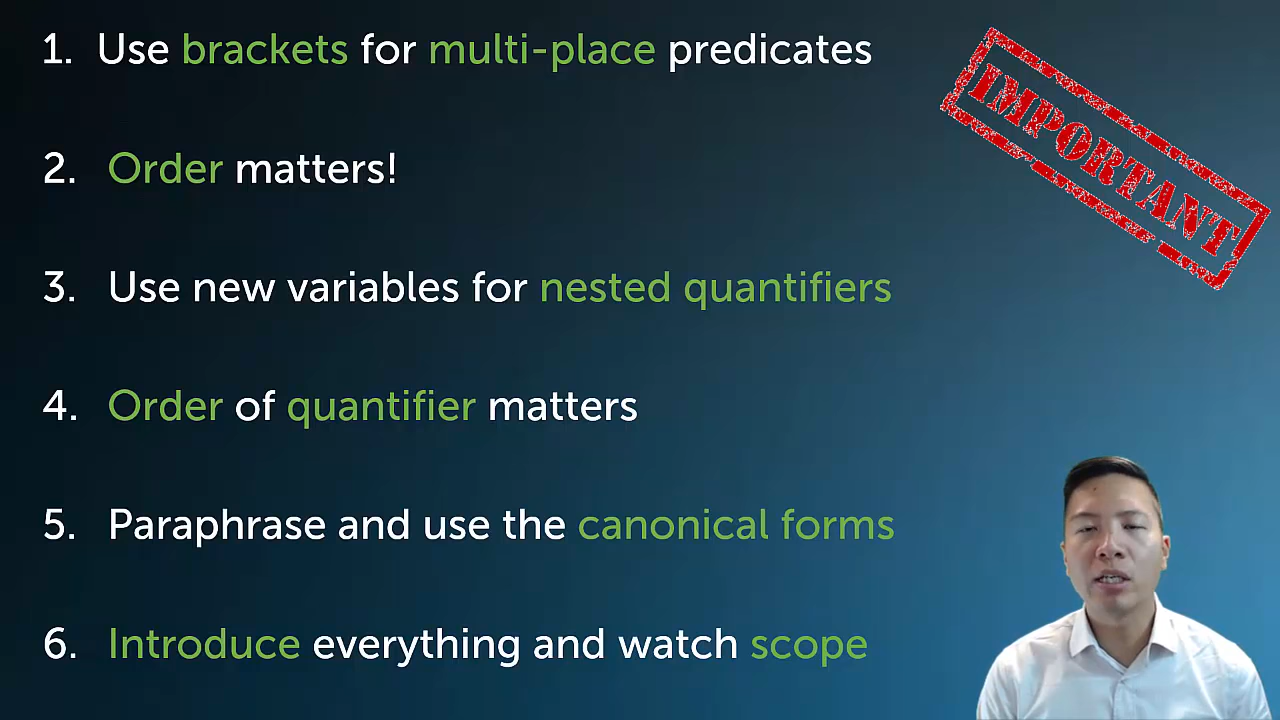 1. Use brackets for multi-place predicates
IMPORTANT
2. Order matters!
3. Use new variables for nested quantifiers
4. Order of quantifier matters
5. Paraphrase and use the canonical forms
6. Introduce everything and watch scope